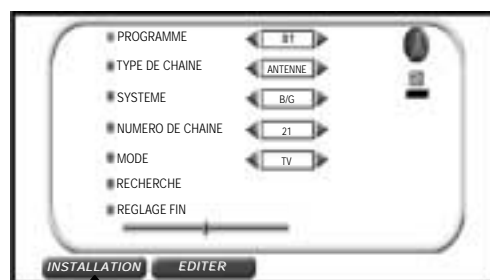 PROGRAMME
TYPE DE CHAINE ANTENNE
SYSTEME B/G
NUMERO DE CHAINE 21
MODE TV
RECHERCHE
REGLAGE FIN
INSTALLATION EDITER